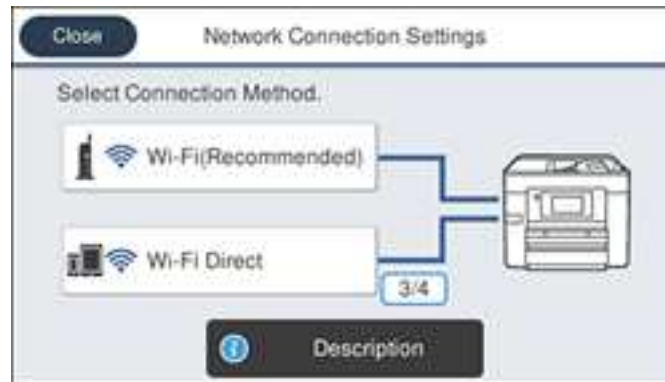 Close
Network Connection Settings
Select Connection Method.
Wi-Fi(Recommended)
Wi-Fi Direct
3/4
Description